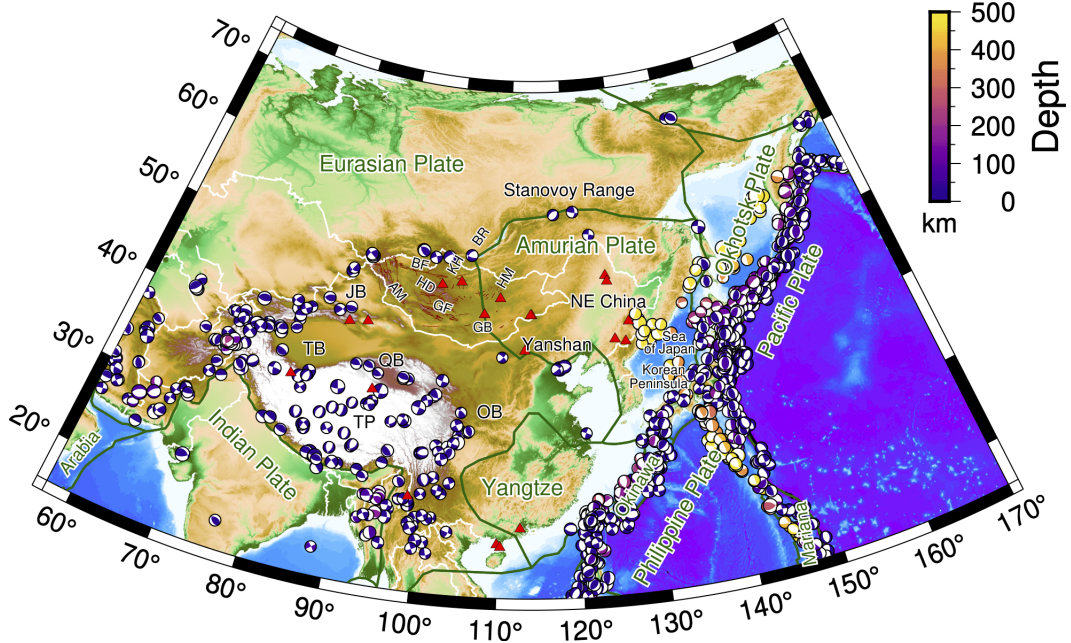 500
400
300
200
100
0
km
Depth
70°
60°
50°
40°
30°
20°
Eurasian Plate
Stanovoy Range
Okhotsk Plate
Amurian Plate
BR
BF
KH
HD
AM
GF
HM
GB
JB
NE China
Pacific Plate
Sea
of Japan
Yanshan
Korean
Peninsula
TB
QB
TP
OB
Indian Plate
Arabia
Yangtze
Okinawa
Philippine Plate
Mariana
60°
70°
80°
90°
100°
110°
120°
130°
140°
150°
160°
170°